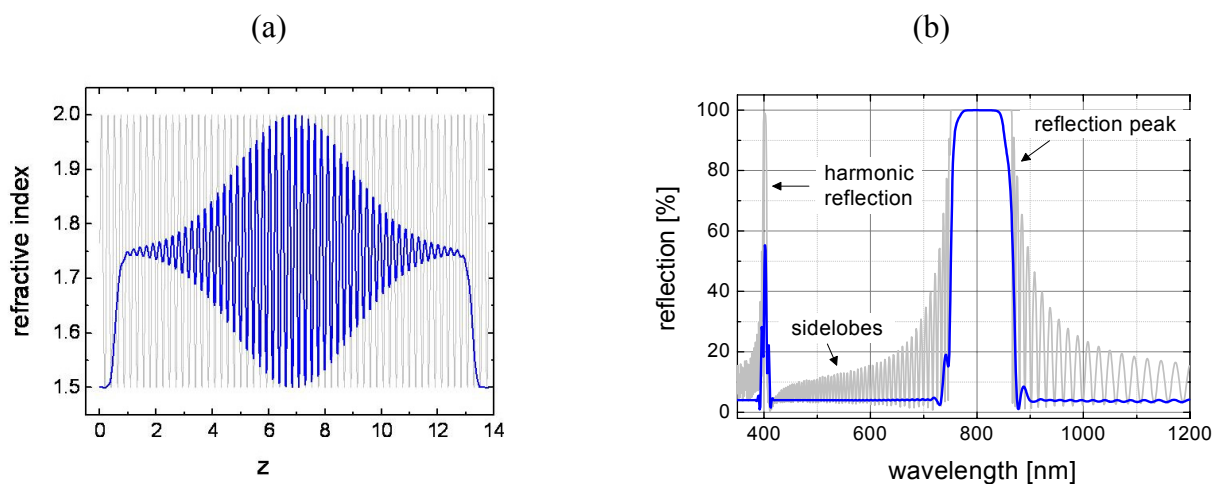 (a)
(b)
refractive index
2.0
1.9
1.8
1.7
1.6
1.5
0 2 4 6 8 10 12 14
z
reflection [%]
100
80
60
40
20
0
reflection peak
harmonic
reflection
sidelobes
400 600 800 1000 1200
wavelength [nm]